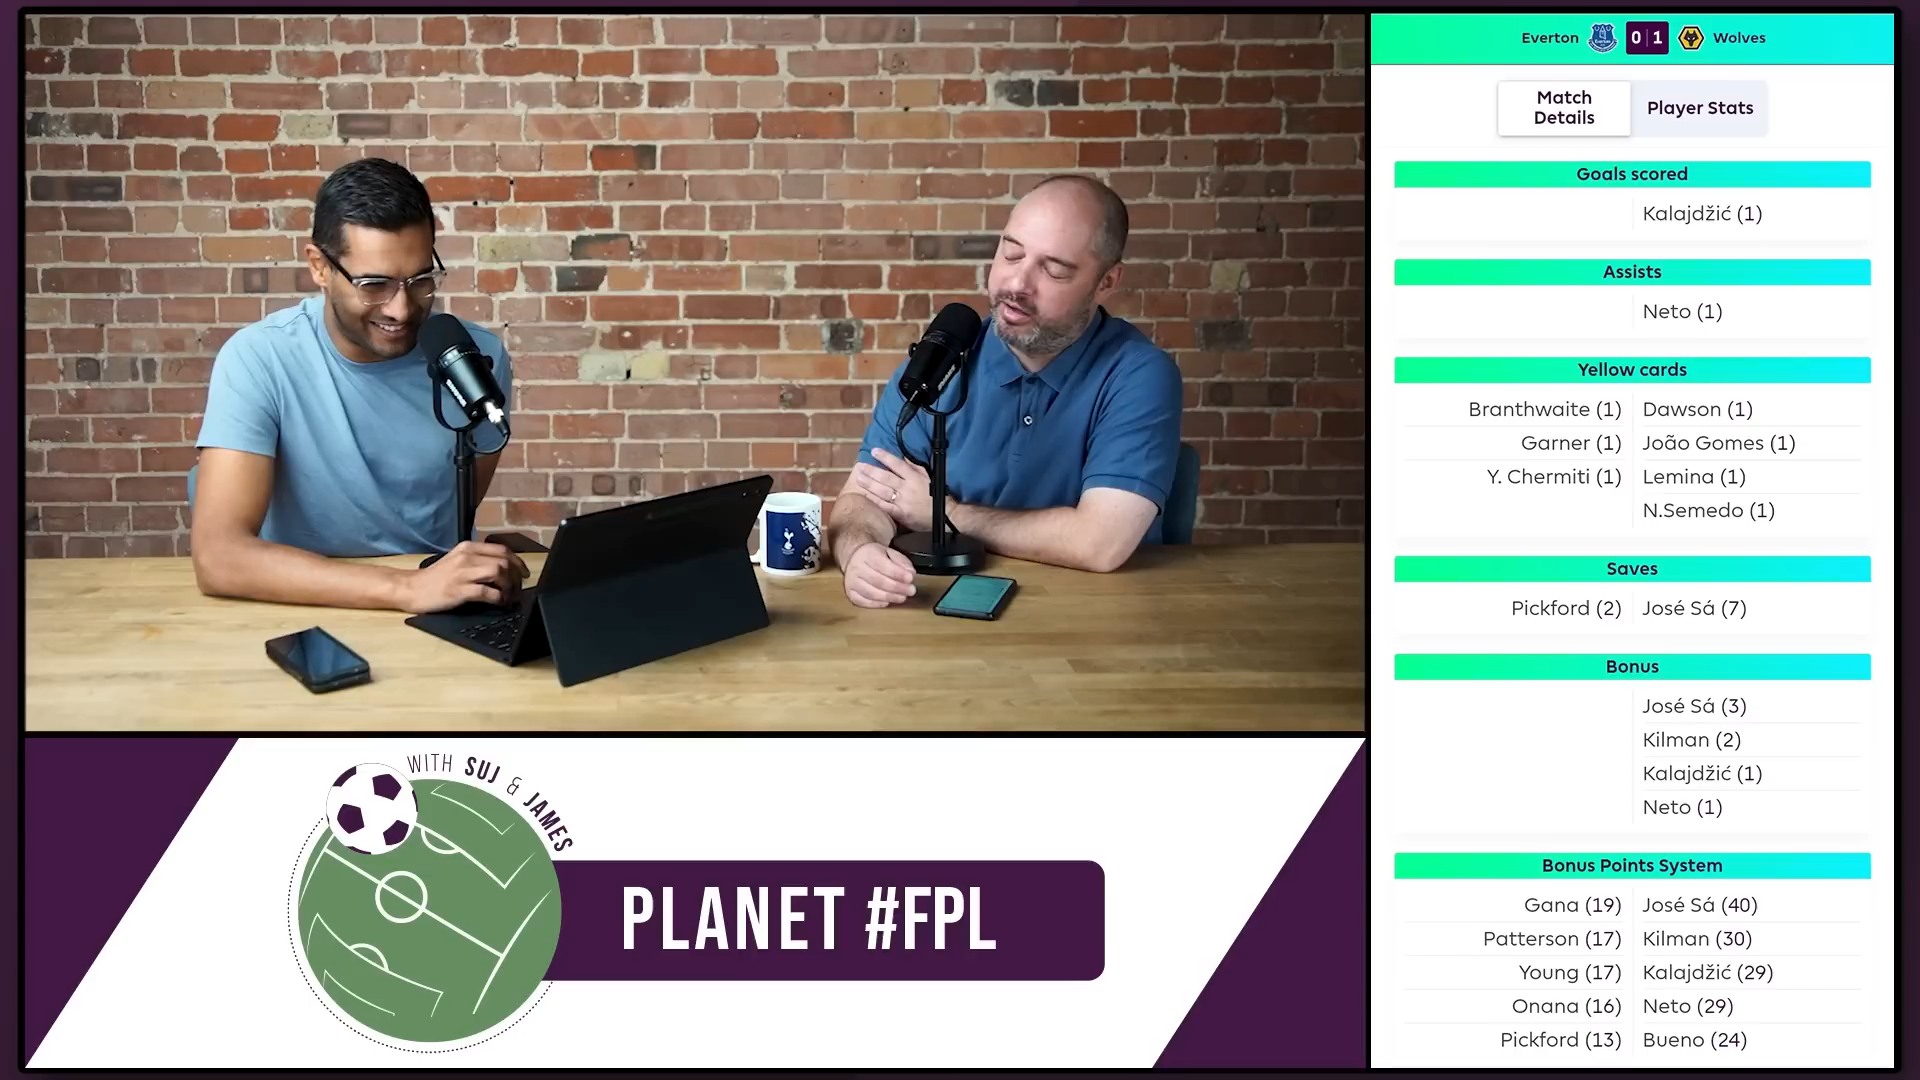 Everton 0 1 Wolves
Match Details
Player Stats
Goals scored
Kalajdžić (1)
Assists
Neto (1)
Yellow cards
Branthwaite (1) Dawson (1)
Garner (1) João Gomes (1)
Y. Chermiti (1) Lemina (1)
N.Semedo (1)
Saves
Pickford (2) José Sá (7)
Bonus
José Sá (3)
Kilman (2)
Kalajdžić (1)
Neto (1)
Bonus Points System
Gana (19) José Sá (40)
Patterson (17) Kilman (30)
Young (17) Kalajdžić (29)
Onana (16) Neto (29)
Pickford (13) Bueno (24)
WITH SUJ & JAMES
PLANET #FPL